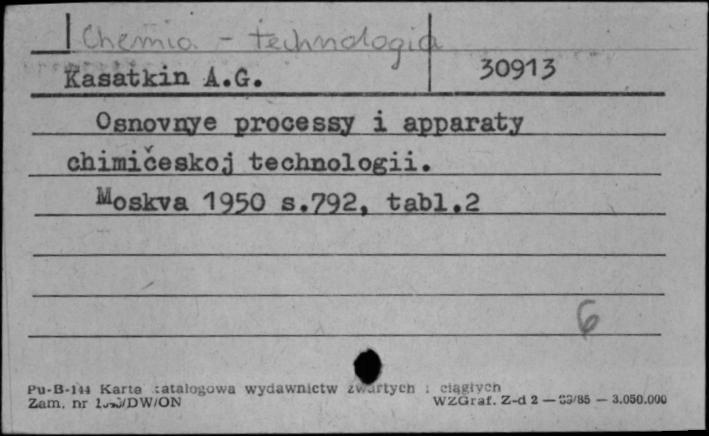 Chemia - technologia
Kasatkin A.G. 30913
Osnovnye processy i apparaty
chimičeskoj technologii.
Moskva 1950 s.792, tabl.2
6
Pu-B-144 Karta katalogowa wydawnictw zwartych i ciągłych
Zam. nr /DW/ON WZGraf. Z-d 2 — /85 — 3.050.000